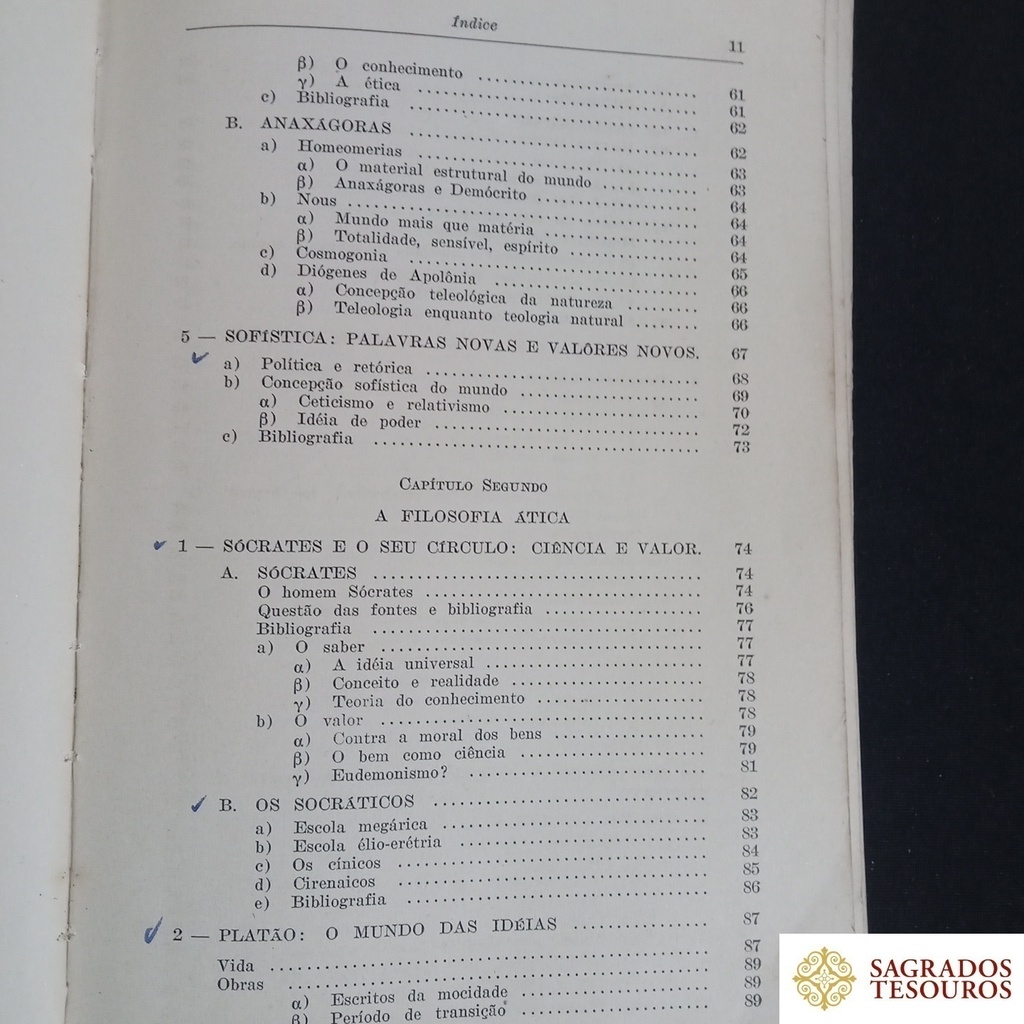 Índice
11
β) O conhecimento ........ 61
γ) A ética ........ 61
c) Bibliografia ........ 62
B. ANAXÁGORAS ........ 62
a) Homeomerias ........ 63
α) O material estrutural do mundo ........ 63
β) Anaxágoras e Demócrito ........ 64
b) Nous ........ 64
α) Mundo mais que matéria ........ 64
β) Totalidade, sensível, espírito ........ 64
c) Cosmogonia ........ 65
d) Diógenes de Apolônia ........ 66
α) Concepção teleológica da natureza ........ 66
β) Teleologia enquanto teologia natural ........ 66
5 — SOFÍSTICA: PALAVRAS NOVAS E VALÔRES NOVOS. 67
a) Política e retórica ........ 68
b) Concepção sofística do mundo ........ 69
α) Ceticismo e relativismo ........ 70
β) Idéia de poder ........ 72
c) Bibliografia ........ 73
CAPÍTULO SEGUNDO
A FILOSOFIA ÁTICA
1 — SÓCRATES E O SEU CÍRCULO: CIÊNCIA E VALOR. 74
A. SÓCRATES ........ 74
O homem Sócrates ........ 74
Questão das fontes e bibliografia ........ 76
Bibliografia ........ 77
a) O saber ........ 77
α) A idéia universal ........ 77
β) Conceito e realidade ........ 78
γ) Teoria do conhecimento ........ 78
b) O valor ........ 78
α) Contra a moral dos bens ........ 79
β) O bem como ciência ........ 79
γ) Eudemonismo? ........ 81
B. OS SOCRÁTICOS ........ 82
a) Escola megárica ........ 83
b) Escola élio-erétria ........ 83
c) Os cínicos ........ 84
d) Cirenaicos ........ 85
e) Bibliografia ........ 86
2 — PLATÃO: O MUNDO DAS IDÉIAS ........ 87
Vida ........ 87
Obras ........ 89
α) Escritos da mocidade ........ 89
β) Período de transição ........ 89
SAGRADOS
TESOUROS